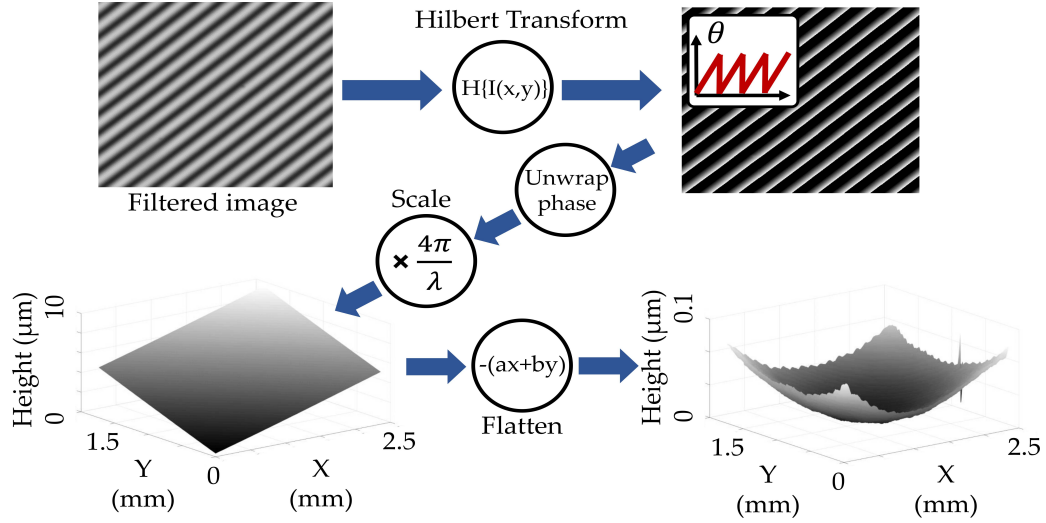 Hilbert Transform
H{I(x,y)}
θ
Filtered image
Unwrap
phase
Scale
× 4π/λ
Height (μm)
10
0
1.5
Y
(mm)
0
X
(mm)
2.5
-(ax+by)
Flatten
Height (μm)
0.1
0
1.5
Y
(mm)
0
X
(mm)
2.5